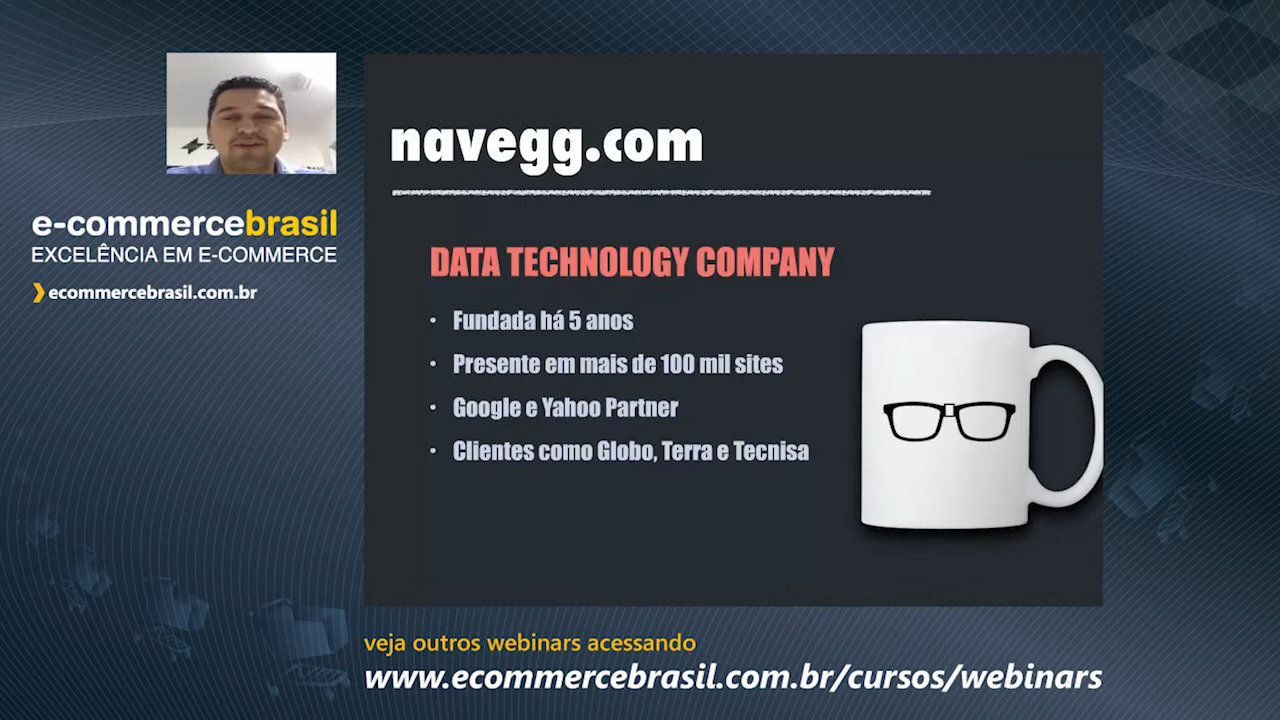 e-commercebrasil
EXCELÊNCIA EM E-COMMERCE
ecommercebrasil.com.br
navegg.com
DATA TECHNOLOGY COMPANY
• Fundada há 5 anos
• Presente em mais de 100 mil sites
• Google e Yahoo Partner
• Clientes como Globo, Terra e Tecnisa
veja outros webinars acessando
www.ecommercebrasil.com.br/cursos/webinars